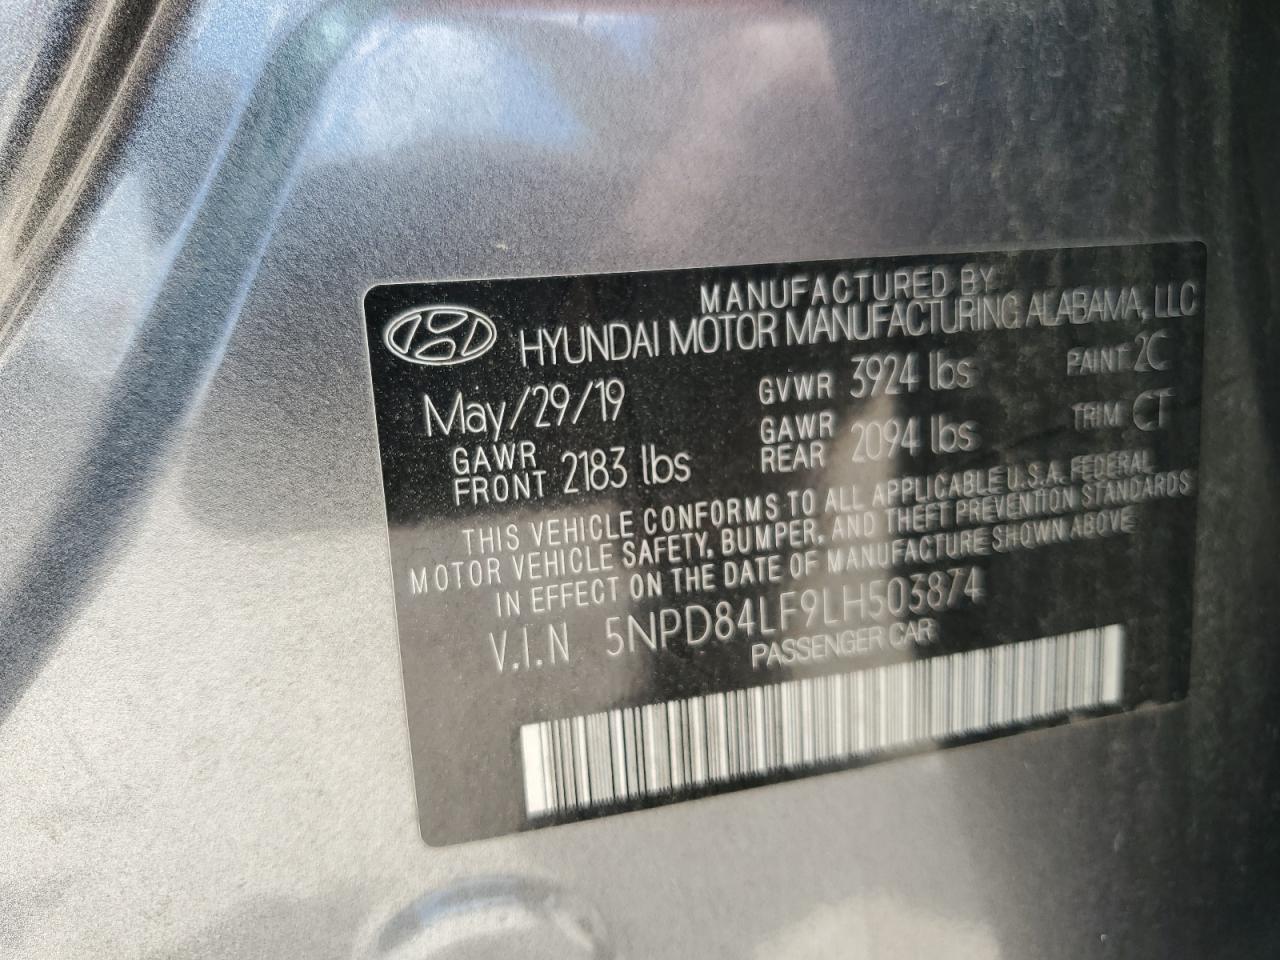 MANUFACTURED BY
HYUNDAI MOTOR MANUFACTURING ALABAMA, LLC
May/29/19 GVWR 3924 lbs PAINT 2C
GAWR FRONT 2183 lbs GAWR REAR 2094 lbs TRIM CT
THIS VEHICLE CONFORMS TO ALL APPLICABLE U.S.A. FEDERAL
MOTOR VEHICLE SAFETY, BUMPER, AND THEFT PREVENTION STANDARDS
IN EFFECT ON THE DATE OF MANUFACTURE SHOWN ABOVE
V.I.N 5NPD84LF9LH503874
PASSENGER CAR